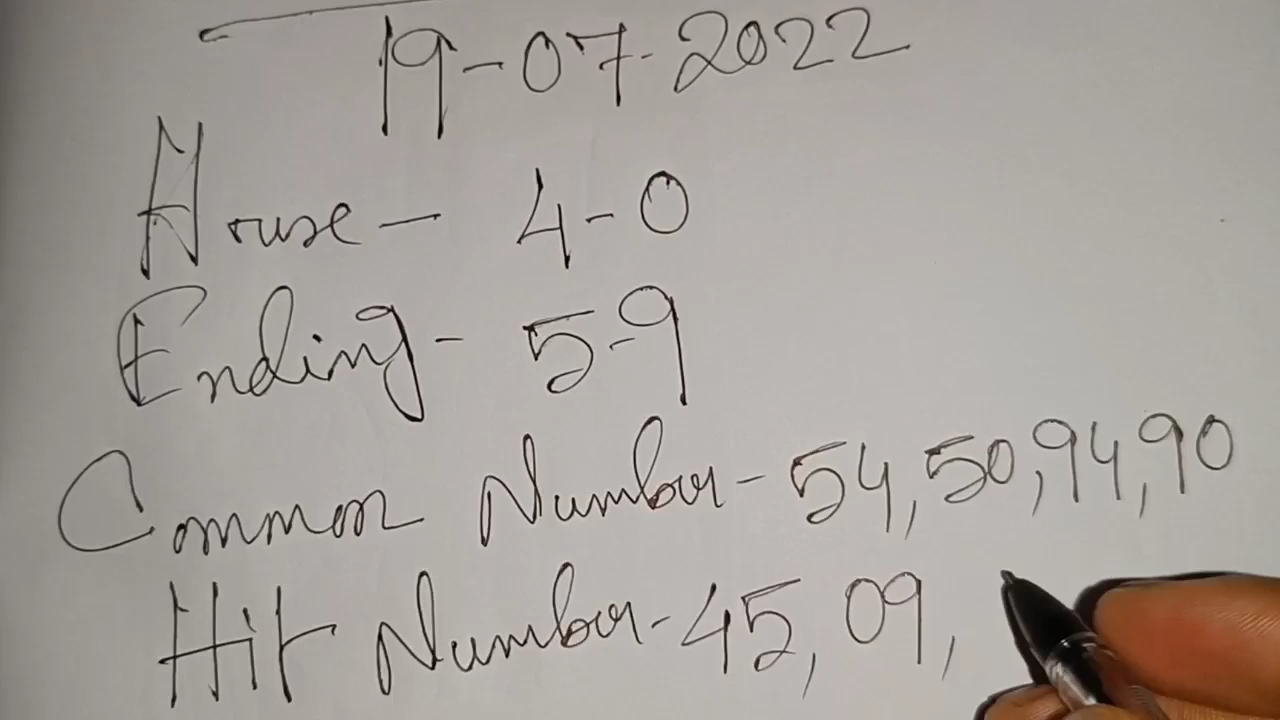 19-07-2022
House - 4-0
Ending - 5-9
Common Number - 54, 50, 94, 90
Hit Number - 45, 09,